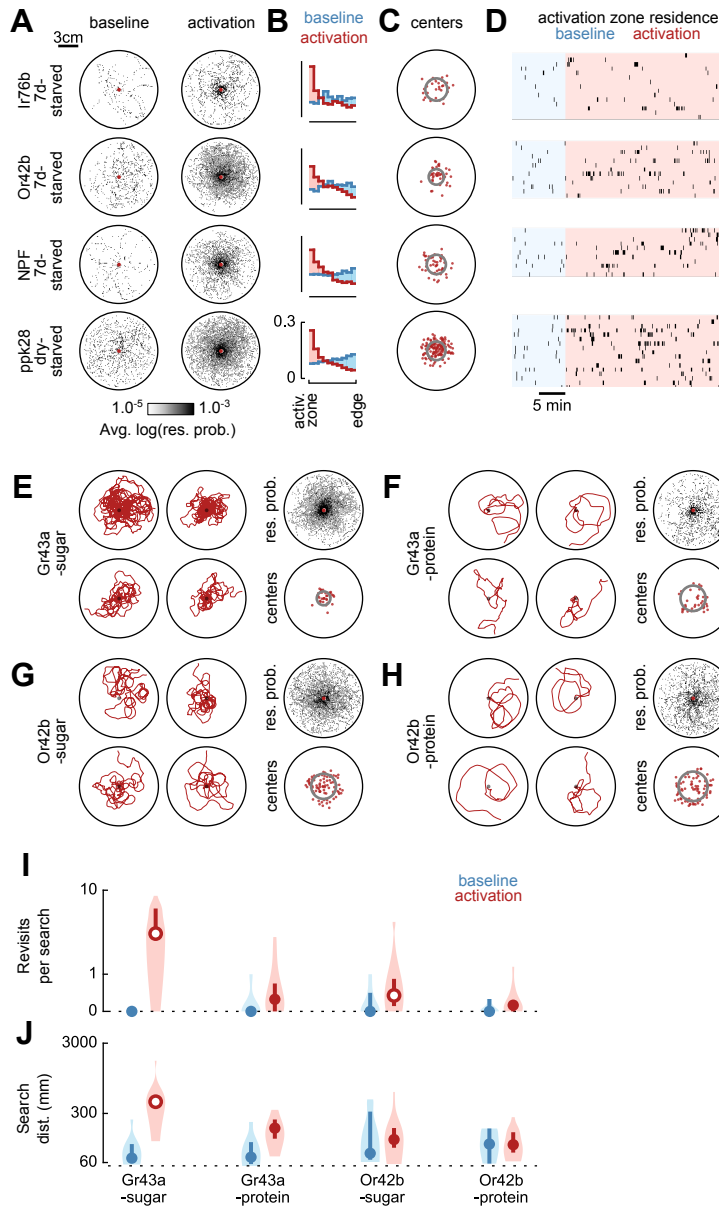 A
baseline
activation
3cm
B
baseline
activation
C
centers
D
activation zone residence
baseline
activation
Ir76b
7d-
starved
Or42b
7d-
starved
NPF
7d-
starved
ppk28
dry-
starved
0.3
0
activ.
zone
edge
5 min
1.0-5
1.0-3
Avg. log(res. prob.)
E
Gr43a
-sugar
res. prob.
centers
F
Gr43a
-protein
res. prob.
centers
G
Or42b
-sugar
res. prob.
centers
H
Or42b
-protein
res. prob.
centers
I
baseline
activation
Revisits
per search
10
1
0
J
Search
dist. (mm)
3000
300
60
Gr43a
-sugar
Gr43a
-protein
Or42b
-sugar
Or42b
-protein